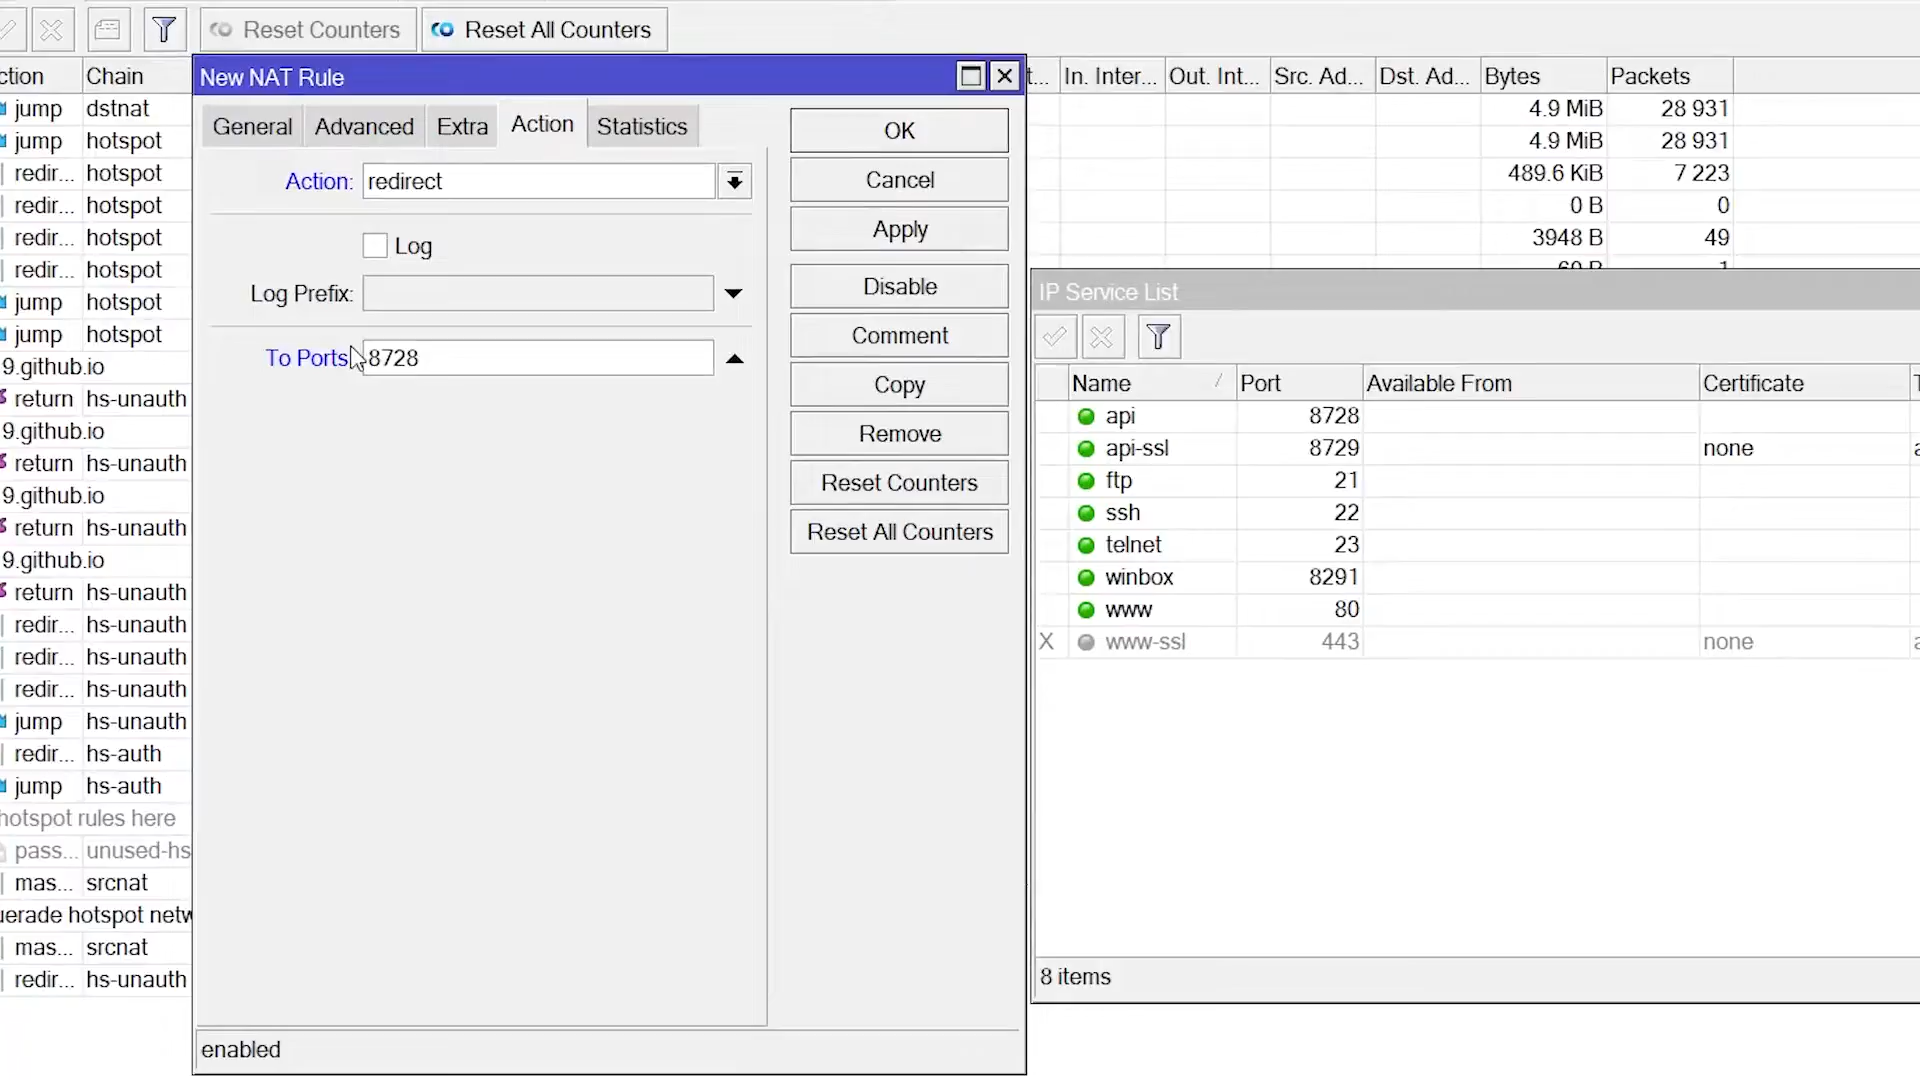 Reset Counters
Reset All Counters
ction Chain
jump dstnat
jump hotspot
redir... hotspot
redir... hotspot
redir... hotspot
redir... hotspot
jump hotspot
jump hotspot
9.github.io
return hs-unauth
9.github.io
return hs-unauth
9.github.io
return hs-unauth
9.github.io
return hs-unauth
redir... hs-unauth
redir... hs-unauth
redir... hs-unauth
jump hs-unauth
redir... hs-auth
jump hs-auth
hotspot rules here
pass... unused-hs
mas... srcnat
uerade hotspot netw
mas... srcnat
redir... hs-unauth
New NAT Rule
General Advanced Extra Action Statistics
Action: redirect
Log
Log Prefix:
To Ports: 8728
OK
Cancel
Apply
Disable
Comment
Copy
Remove
Reset Counters
Reset All Counters
enabled
t... In. Inter... Out. Int... Src. Ad... Dst. Ad... Bytes Packets
4.9 MiB 28 931
4.9 MiB 28 931
489.6 KiB 7 223
0 B 0
3948 B 49
60 B 1
IP Service List
Name Port Available From Certificate T
api 8728
api-ssl 8729 none a
ftp 21
ssh 22
telnet 23
winbox 8291
www 80
X www-ssl 443 none a
8 items